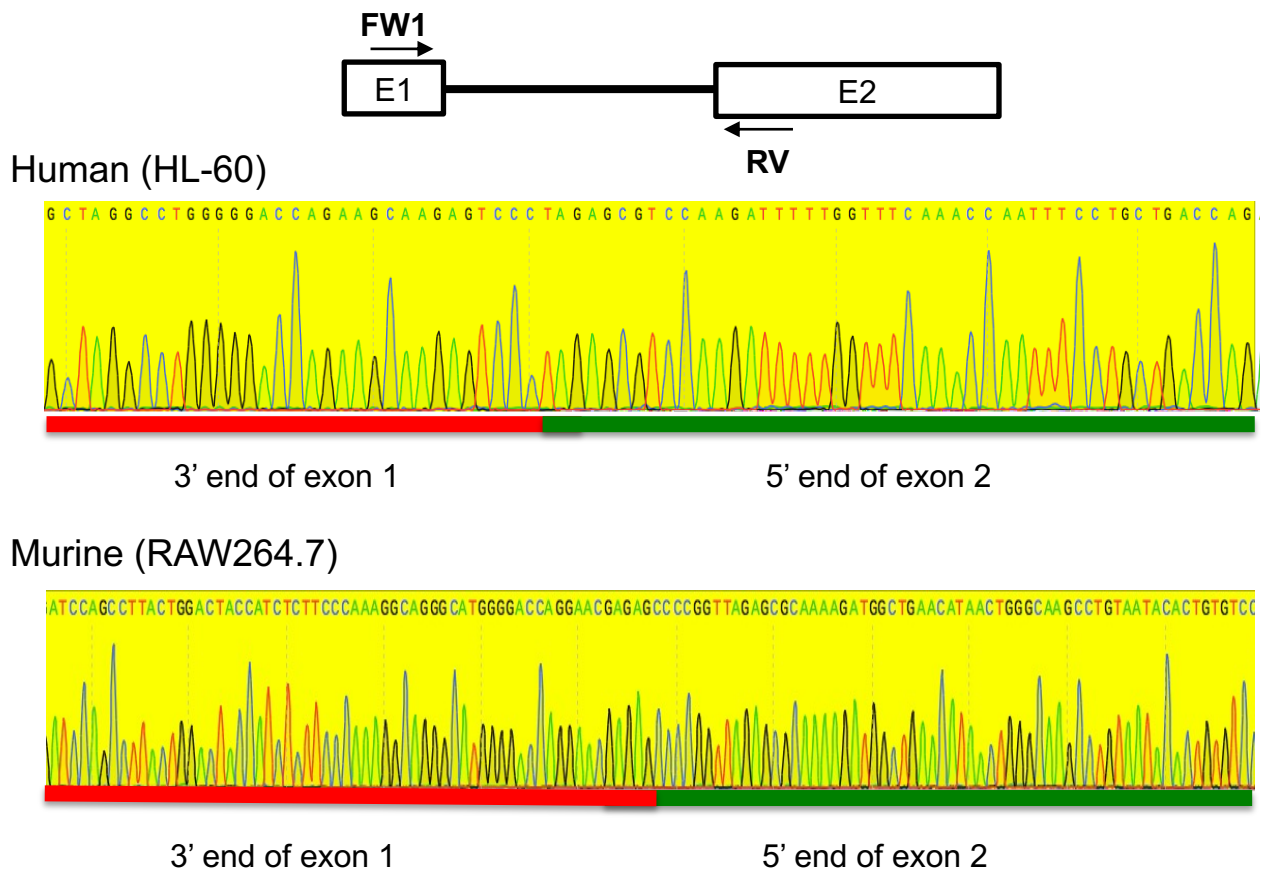 FW1
E1
E2
RV
Human (HL-60)
GCTAGGCCTGGGGGACCAGAAGCAAGAGTCCCTAGAGCGTCCAAGATTTTTGGTTTCAAACCAATTTCCTGCTGACCAG
3’ end of exon 1
5’ end of exon 2
Murine (RAW264.7)
ATCCAGCCTTACTGGACTACCATCTCTTCCCAAAGGCAGGGCATGGGGACCAGGAACGAGAGCCCCGGTTAGAGCGCAAAAGATGGCTGAACATAACTGGGCAAGCCTGTAATACACTGTGTCC
3’ end of exon 1
5’ end of exon 2